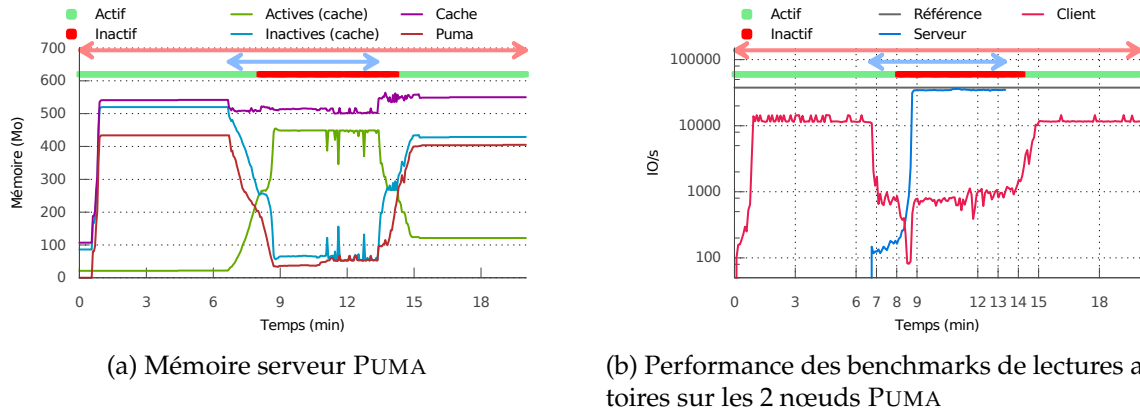 Actif Actives (cache) Cache
Inactif Inactives (cache) Puma
700
600
500
400
300
200
100
0
Mémoire (Mo)
0 3 6 9 12 15 18
Temps (min)
(a) Mémoire serveur PUMA
Actif Référence Client
Inactif Serveur
100000
10000
1000
100
IO/s
0 3 6 7 8 9 12 13 14 15 18
Temps (min)
(b) Performance des benchmarks de lectures a
toires sur les 2 nœuds PUMA